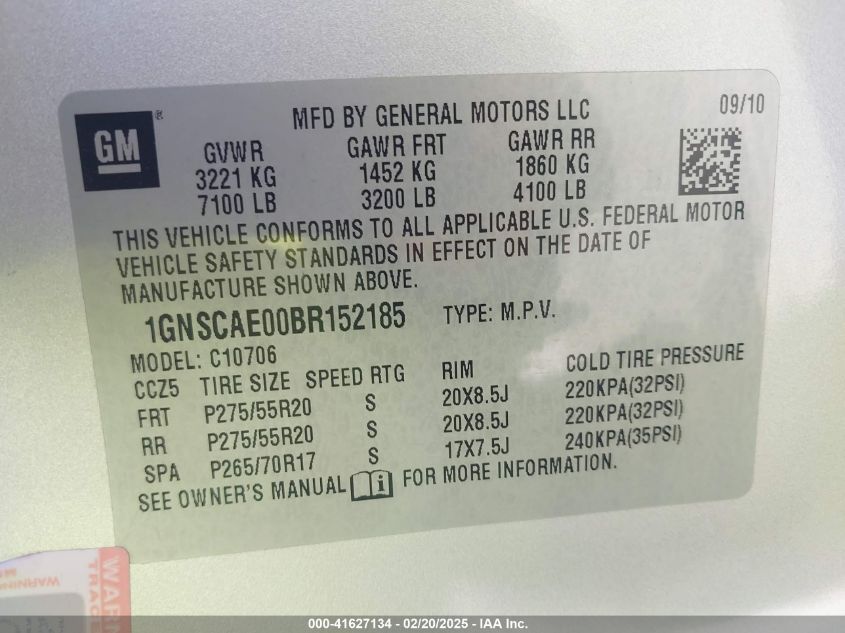 MFD BY GENERAL MOTORS LLC 09/10
GM ®
GVWR GAWR FRT GAWR RR
3221 KG 1452 KG 1860 KG
7100 LB 3200 LB 4100 LB
THIS VEHICLE CONFORMS TO ALL APPLICABLE U.S. FEDERAL MOTOR
VEHICLE SAFETY STANDARDS IN EFFECT ON THE DATE OF
MANUFACTURE SHOWN ABOVE.
1GNSCAE00BR152185 TYPE: M.P.V.
MODEL: C10706
CCZ5 TIRE SIZE SPEED RTG RIM COLD TIRE PRESSURE
FRT P275/55R20 S 20X8.5J 220KPA(32PSI)
RR P275/55R20 S 20X8.5J 220KPA(32PSI)
SPA P265/70R17 S 17X7.5J 240KPA(35PSI)
SEE OWNER'S MANUAL i FOR MORE INFORMATION.
WARNING
000-41627134 - 02/20/2025 - IAA Inc.